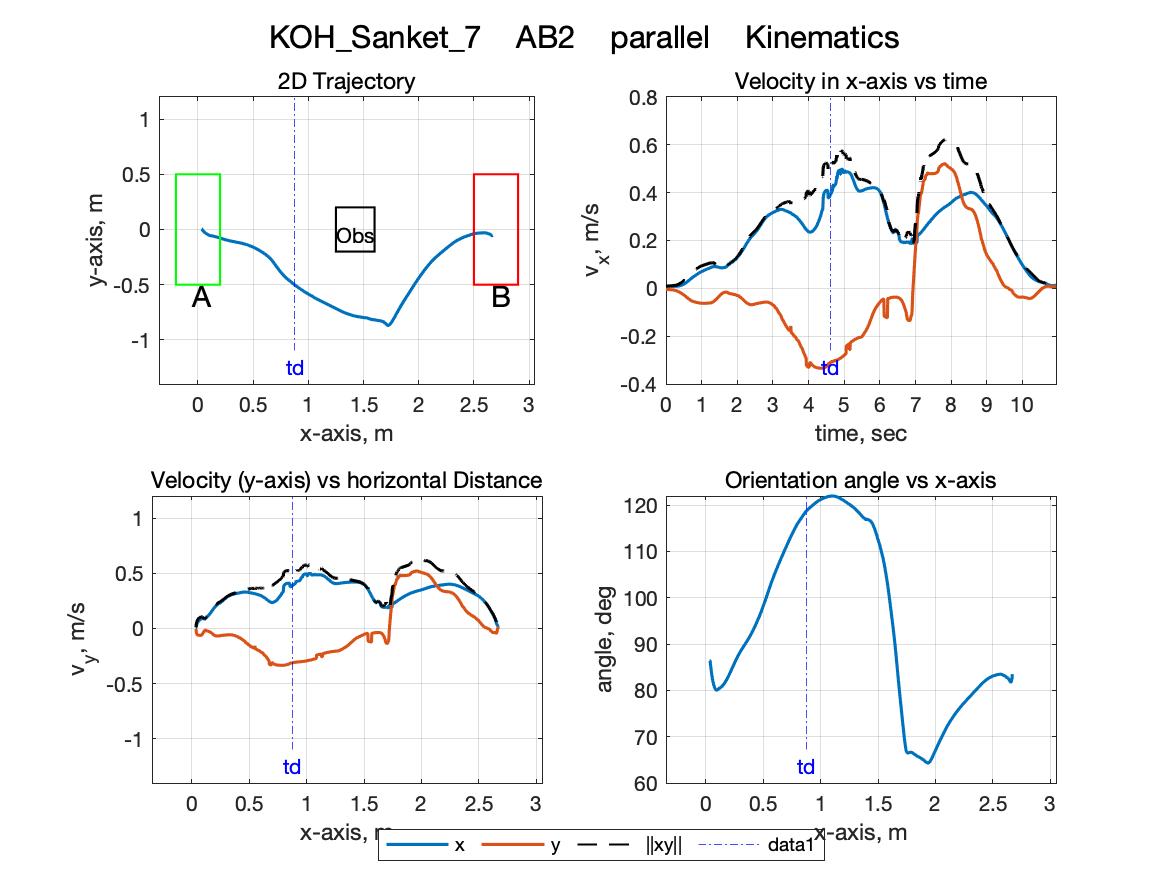 KOH_Sanket_7 AB2 parallel Kinematics
2D Trajectory
1
0.5
0
-0.5
-1
y-axis, m
A
Obs
B
td
0 0.5 1 1.5 2 2.5 3
x-axis, m
Velocity in x-axis vs time
0.8
0.6
0.4
0.2
0
-0.2
-0.4
v_x, m/s
td
0 1 2 3 4 5 6 7 8 9 10
time, sec
Velocity (y-axis) vs horizontal Distance
1
0.5
0
-0.5
-1
v_y, m/s
td
0 0.5 1 1.5 2 2.5 3
x-axis, m
Orientation angle vs x-axis
120
110
100
90
80
70
60
angle, deg
td
0 0.5 1 1.5 2 2.5 3
x-axis, m
x y ||xy|| data1